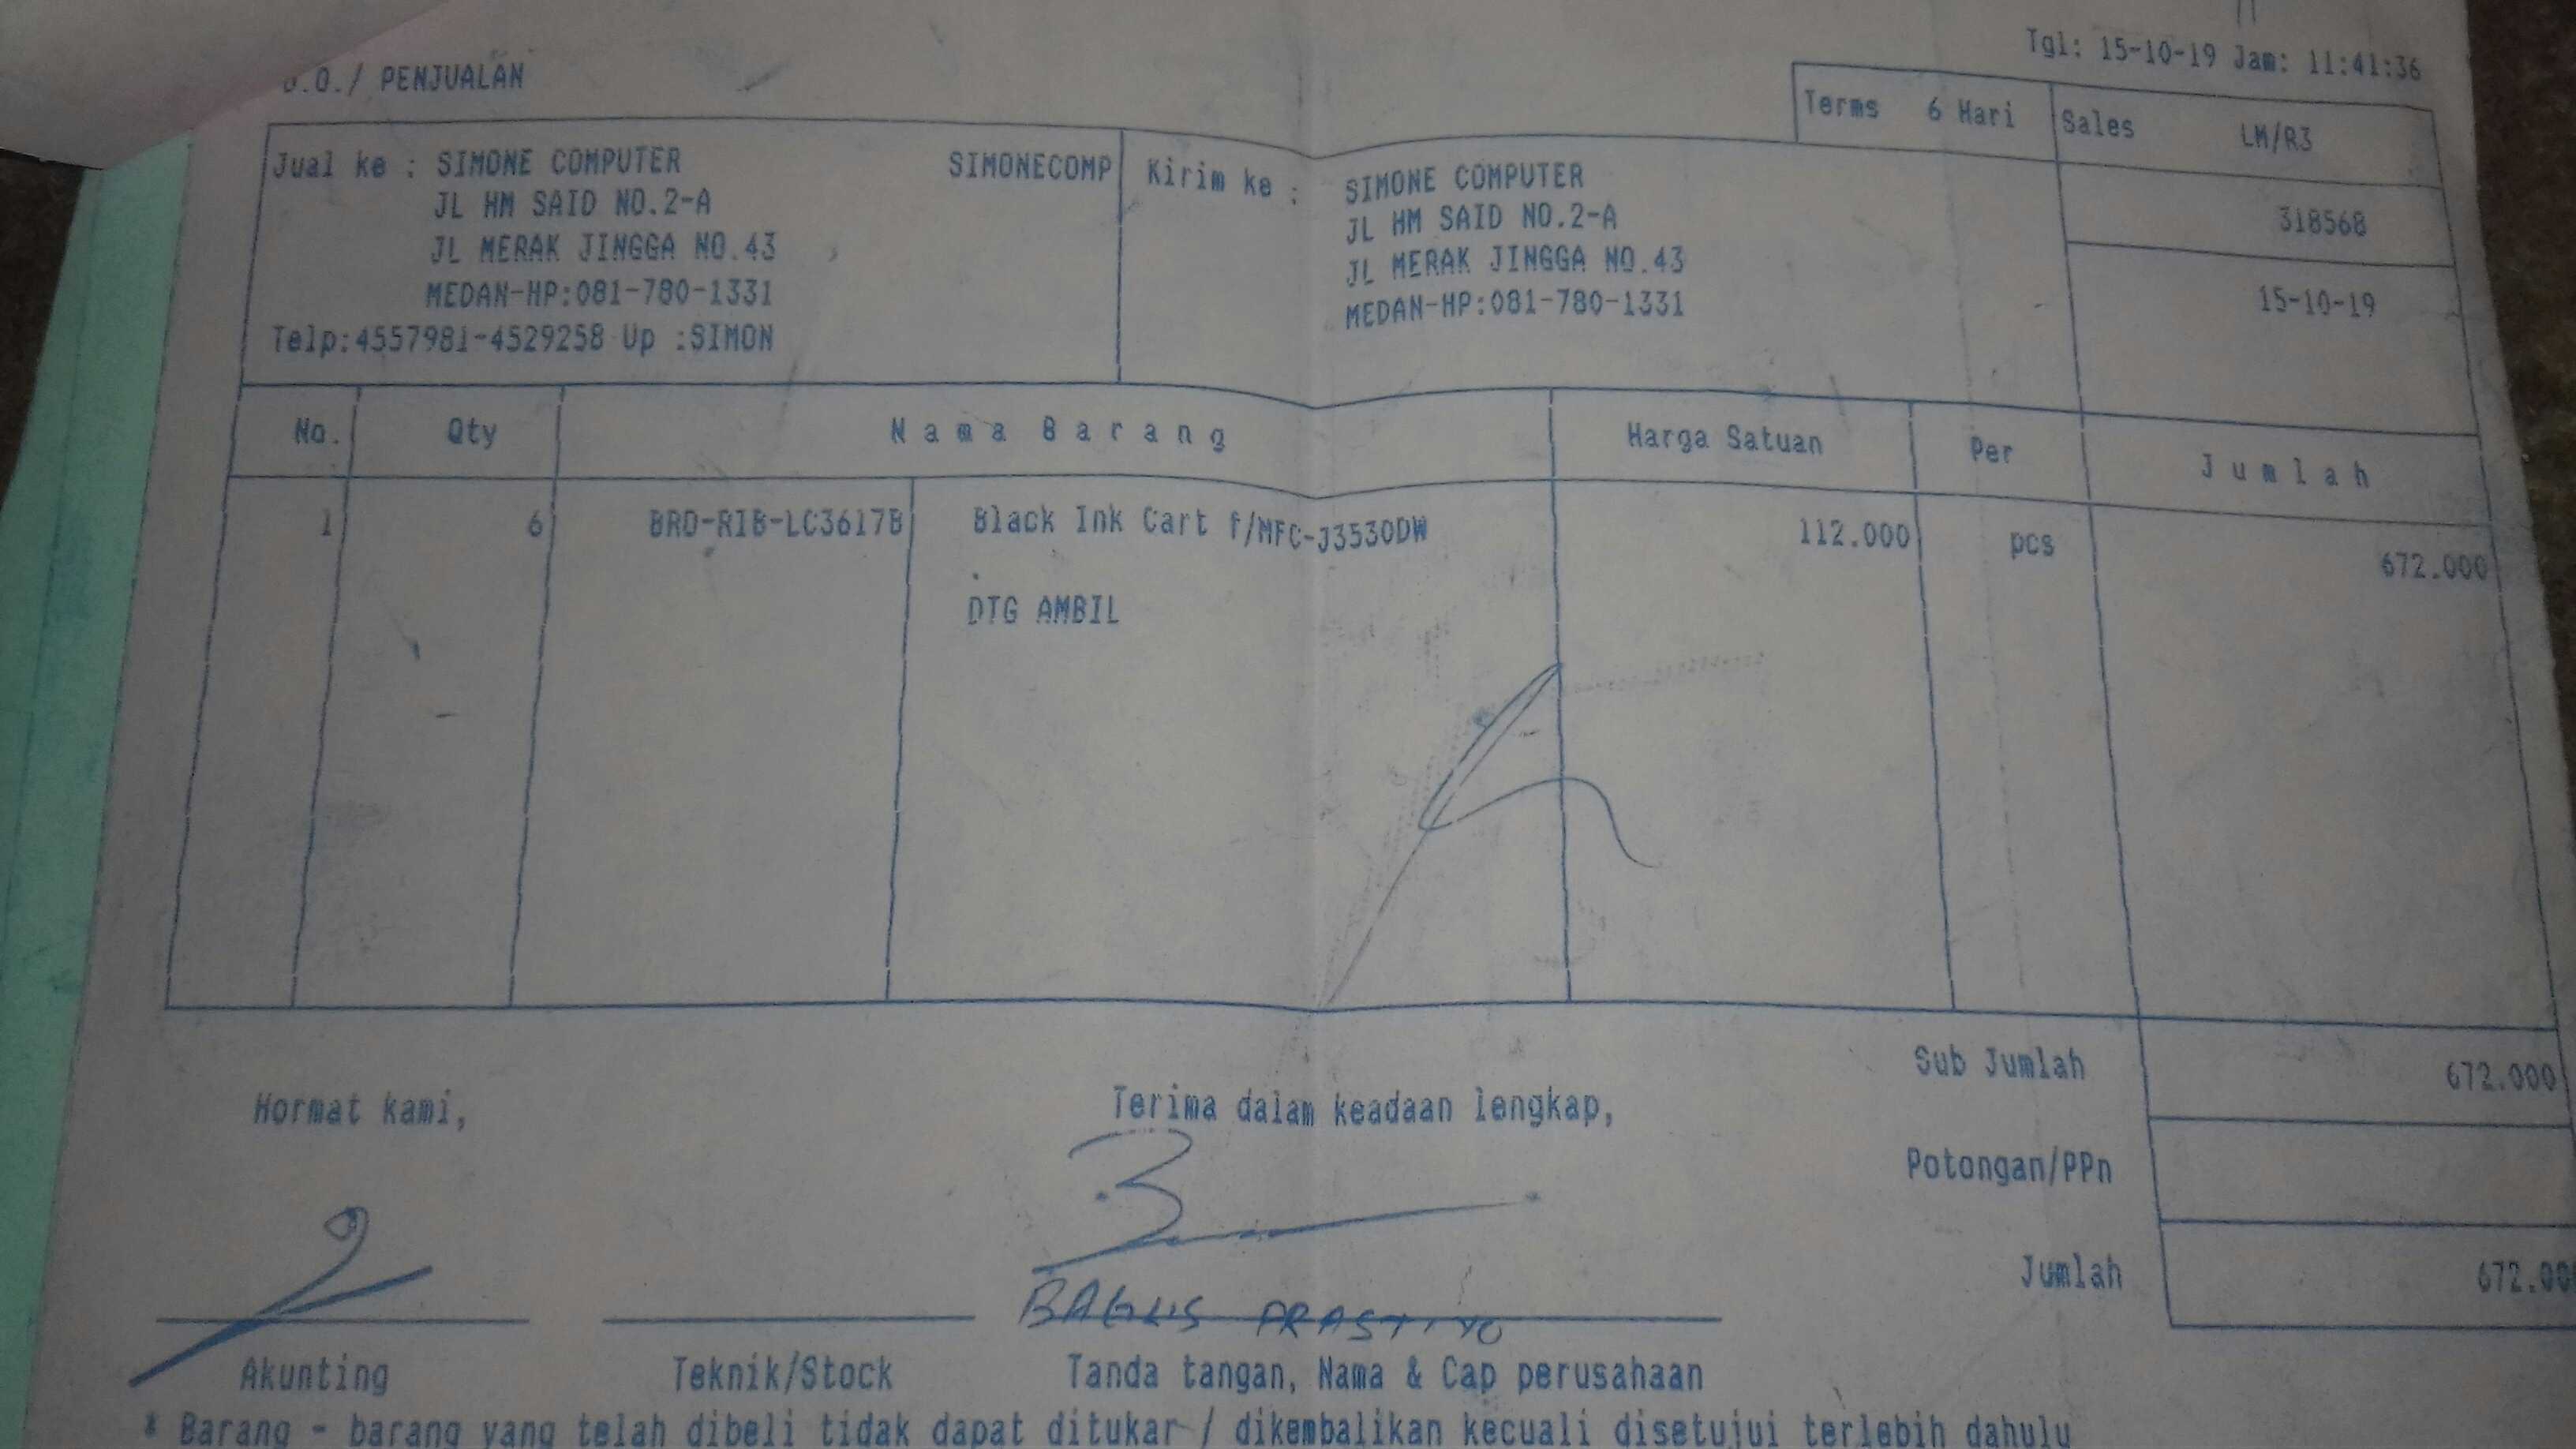 Tgl: 15-10-19 Jam: 11:41:36
.O./ PENJUALAN
Terms 6 Hari Sales LM/R3
Jual ke : SIMONE COMPUTER SIMONECOMP Kirim ke : SIMONE COMPUTER
JL HM SAID NO.2-A JL HM SAID NO.2-A 318568
JL MERAK JINGGA NO.43 JL MERAK JINGGA NO.43
MEDAN-HP:081-780-1331 MEDAN-HP:081-780-1331 15-10-19
Telp:4557981-4529258 Up :SIMON
No. Qty Nama Barang Harga Satuan Per Jumlah
1 6 BRO-RIB-LC3617B Black Ink Cart f/MFC-J3530DW 112.000 pcs 672.000
DTG AMBIL
Sub Jumlah 672.000
Hormat kami, Terima dalam keadaan lengkap,
Potongan/PPn
Jumlah 672.000
BAGUS PRASTIYO
Akunting Teknik/Stock Tanda tangan, Nama & Cap perusahaan
* Barang - barang yang telah dibeli tidak dapat ditukar / dikembalikan kecuali disetujui terlebih dahulu